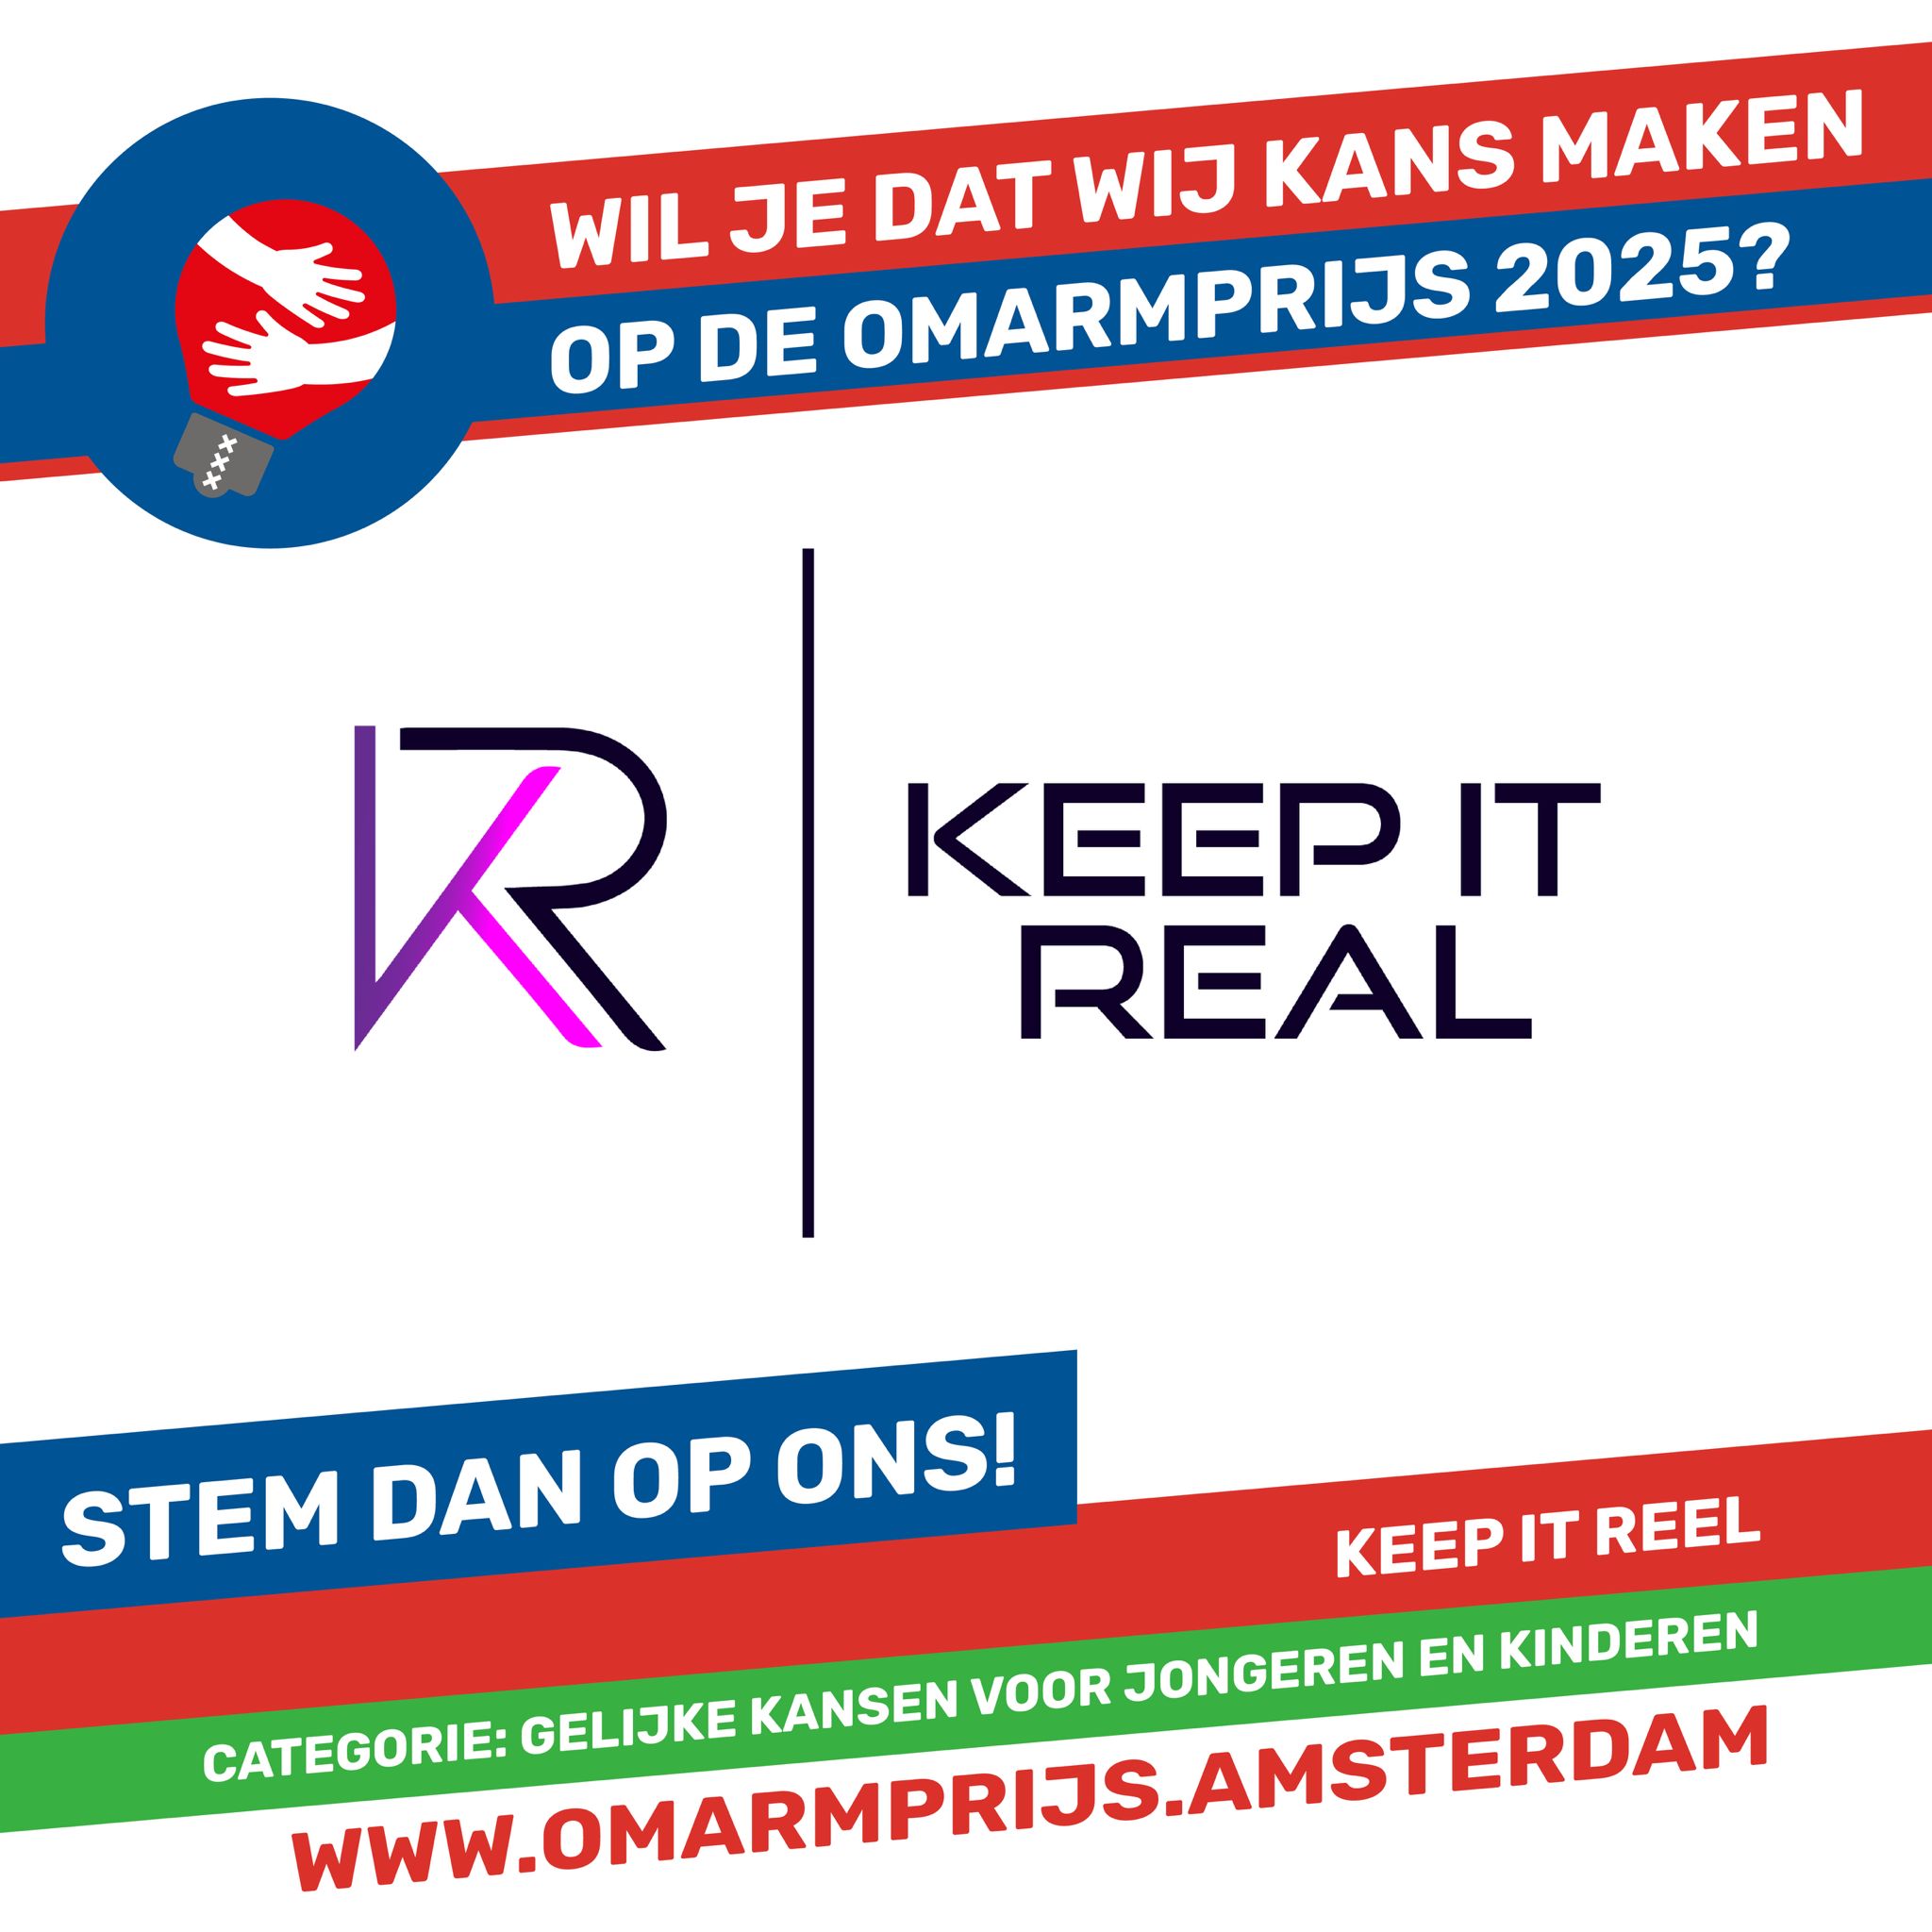 WIL JE DAT WIJ KANS MAKEN
OP DE OMARMPRIJS 2025?
KEEP IT
REAL
STEM DAN OP ONS!
KEEP IT REEL
CATEGORIE: GELIJKE KANSEN VOOR JONGEREN EN KINDEREN
WWW.OMARMPRIJS.AMSTERDAM